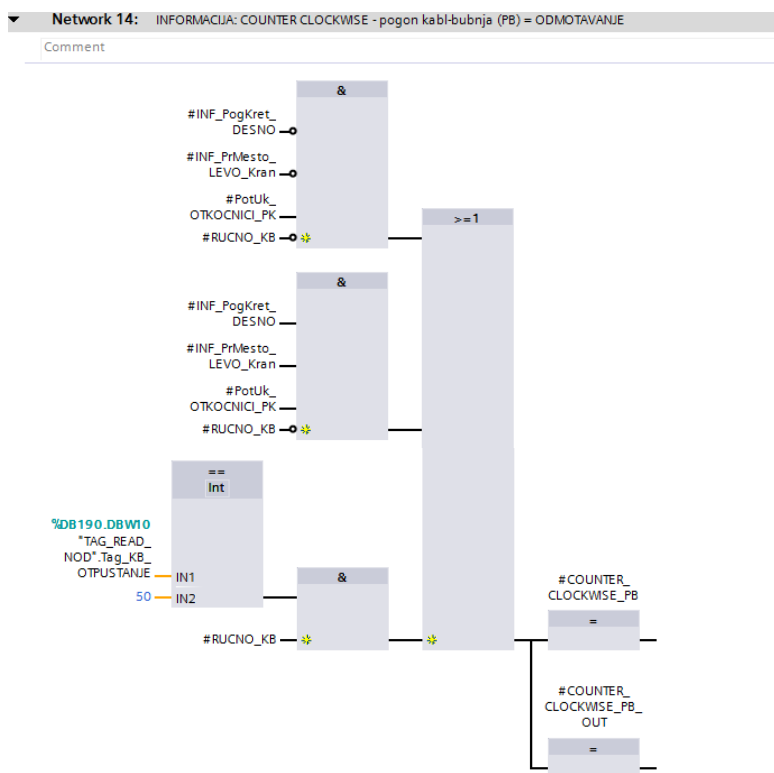 Network 14: INFORMACIJA: COUNTER CLOCKWISE - pogon kabl-bubnja (PB) = ODMOTAVANJE
Comment
&
#INF_PogKret_
DESNO
#INF_PrMesto_
LEVO_Kran
#PotUk_
OTKOCNICI_PK
#RUCNO_KB
>=1
&
#INF_PogKret_
DESNO
#INF_PrMesto_
LEVO_Kran
#PotUk_
OTKOCNICI_PK
#RUCNO_KB
==
Int
%DB190.DBW10
"TAG_READ_
NOD".Tag_KB_
OTPUSTANJE
IN1
50
IN2
&
#RUCNO_KB
#COUNTER_
CLOCKWISE_PB
=
#COUNTER_
CLOCKWISE_PB_
OUT
=